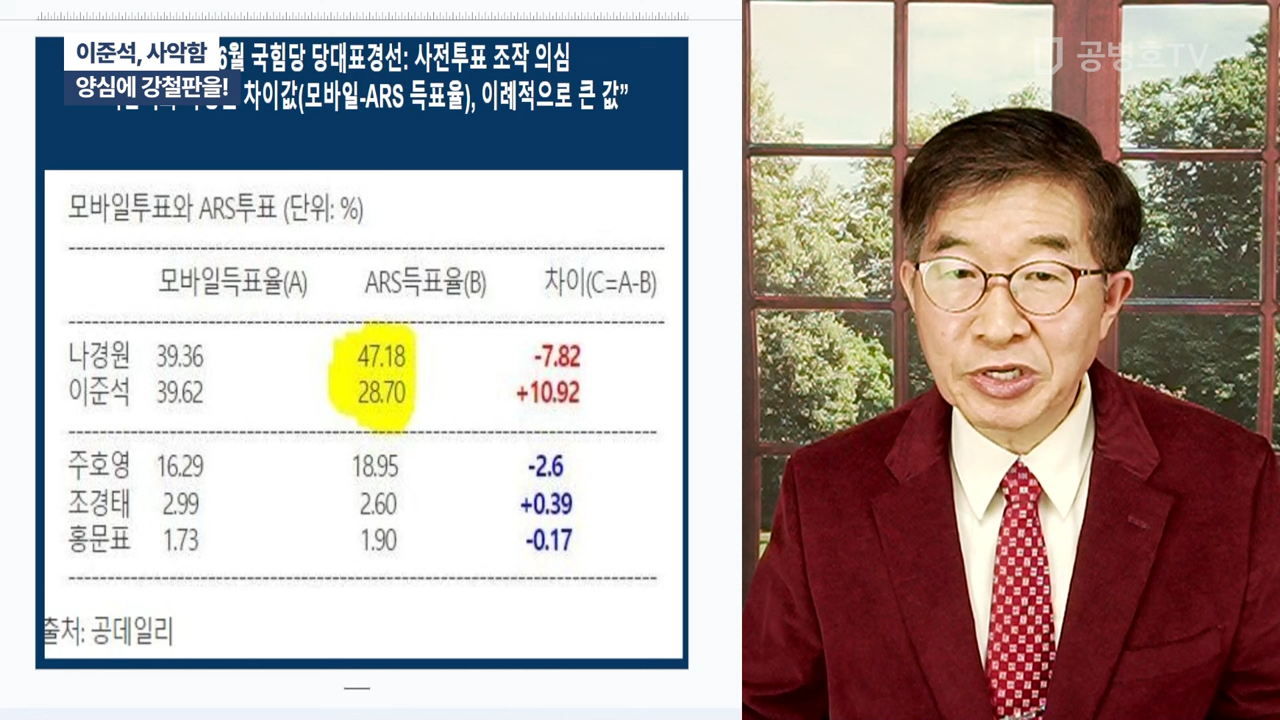 이준석, 사악함
양심에 강철판을!
6월 국힘당 당대표경선: 사전투표 조작 의심
차이값(모바일-ARS 득표율), 이례적으로 큰 값”
모바일투표와 ARS투표 (단위: %)
모바일득표율(A) ARS득표율(B) 차이(C=A-B)
나경원 39.36 47.18 -7.82
이준석 39.62 28.70 +10.92
주호영 16.29 18.95 -2.6
조경태 2.99 2.60 +0.39
홍문표 1.73 1.90 -0.17
출처: 공데일리
공병호TV